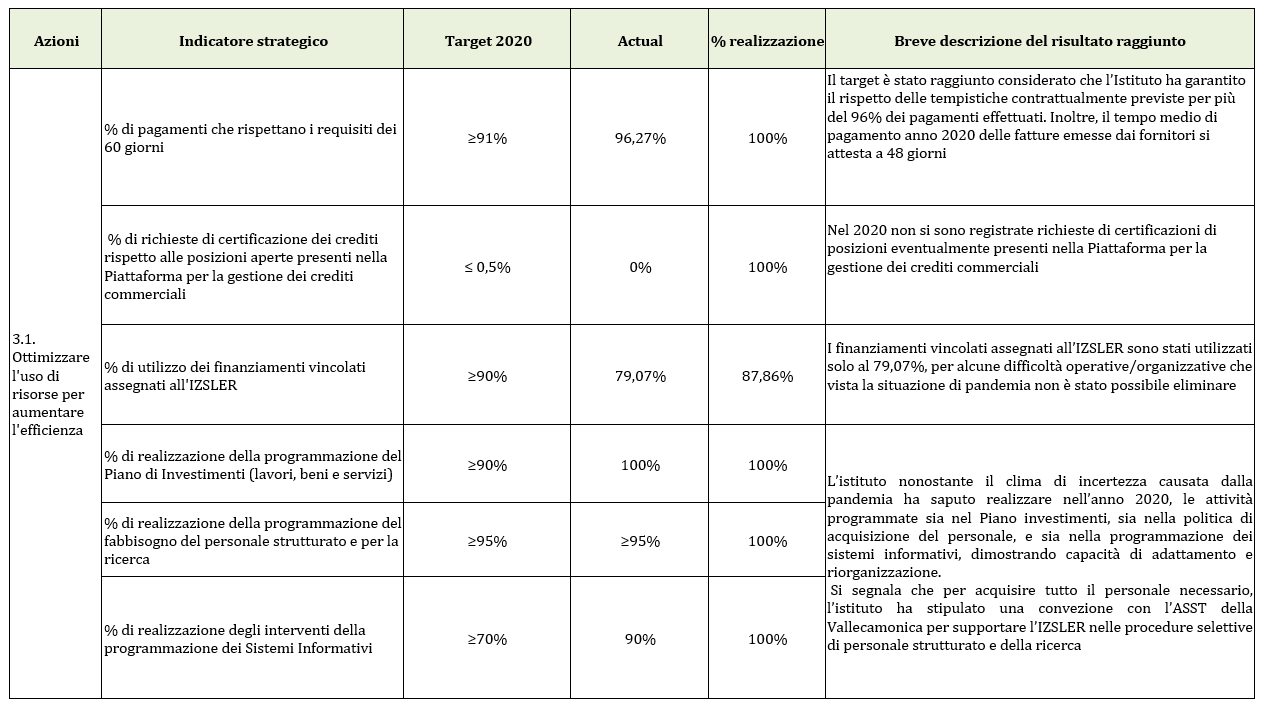 Azioni
Indicatore strategico
Target 2020
Actual
% realizzazione
Breve descrizione del risultato raggiunto
3.1.
Ottimizzare
l'uso di
risorse per
aumentare
l'efficienza
% di pagamenti che rispettano i requisiti dei
60 giorni
≥91%
96,27%
100%
Il target è stato raggiunto considerato che l’Istituto ha garantito
il rispetto delle tempistiche contrattualmente previste per più
del 96% dei pagamenti effettuati. Inoltre, il tempo medio di
pagamento anno 2020 delle fatture emesse dai fornitori si
attesta a 48 giorni
% di richieste di certificazione dei crediti
rispetto alle posizioni aperte presenti nella
Piattaforma per la gestione dei crediti
commerciali
≤ 0,5%
0%
100%
Nel 2020 non si sono registrate richieste di certificazioni di
posizioni eventualmente presenti nella Piattaforma per la
gestione dei crediti commerciali
% di utilizzo dei finanziamenti vincolati
assegnati all'IZSLER
≥90%
79,07%
87,86%
I finanziamenti vincolati assegnati all’IZSLER sono stati utilizzati
solo al 79,07%, per alcune difficoltà operative/organizzative che
vista la situazione di pandemia non è stato possibile eliminare
% di realizzazione della programmazione del
Piano di Investimenti (lavori, beni e servizi)
≥90%
100%
100%
L’istituto nonostante il clima di incertezza causata dalla
pandemia ha saputo realizzare nell’anno 2020, le attività
programmate sia nel Piano investimenti, sia nella politica di
acquisizione del personale, e sia nella programmazione dei
sistemi informativi, dimostrando capacità di adattamento e
riorganizzazione.
Si segnala che per acquisire tutto il personale necessario,
l’istituto ha stipulato una convezione con l’ASST della
Vallecamonica per supportare l’IZSLER nelle procedure selettive
di personale strutturato e della ricerca
% di realizzazione della programmazione del
fabbisogno del personale strutturato e per la
ricerca
≥95%
≥95%
100%
% di realizzazione degli interventi della
programmazione dei Sistemi Informativi
≥70%
90%
100%